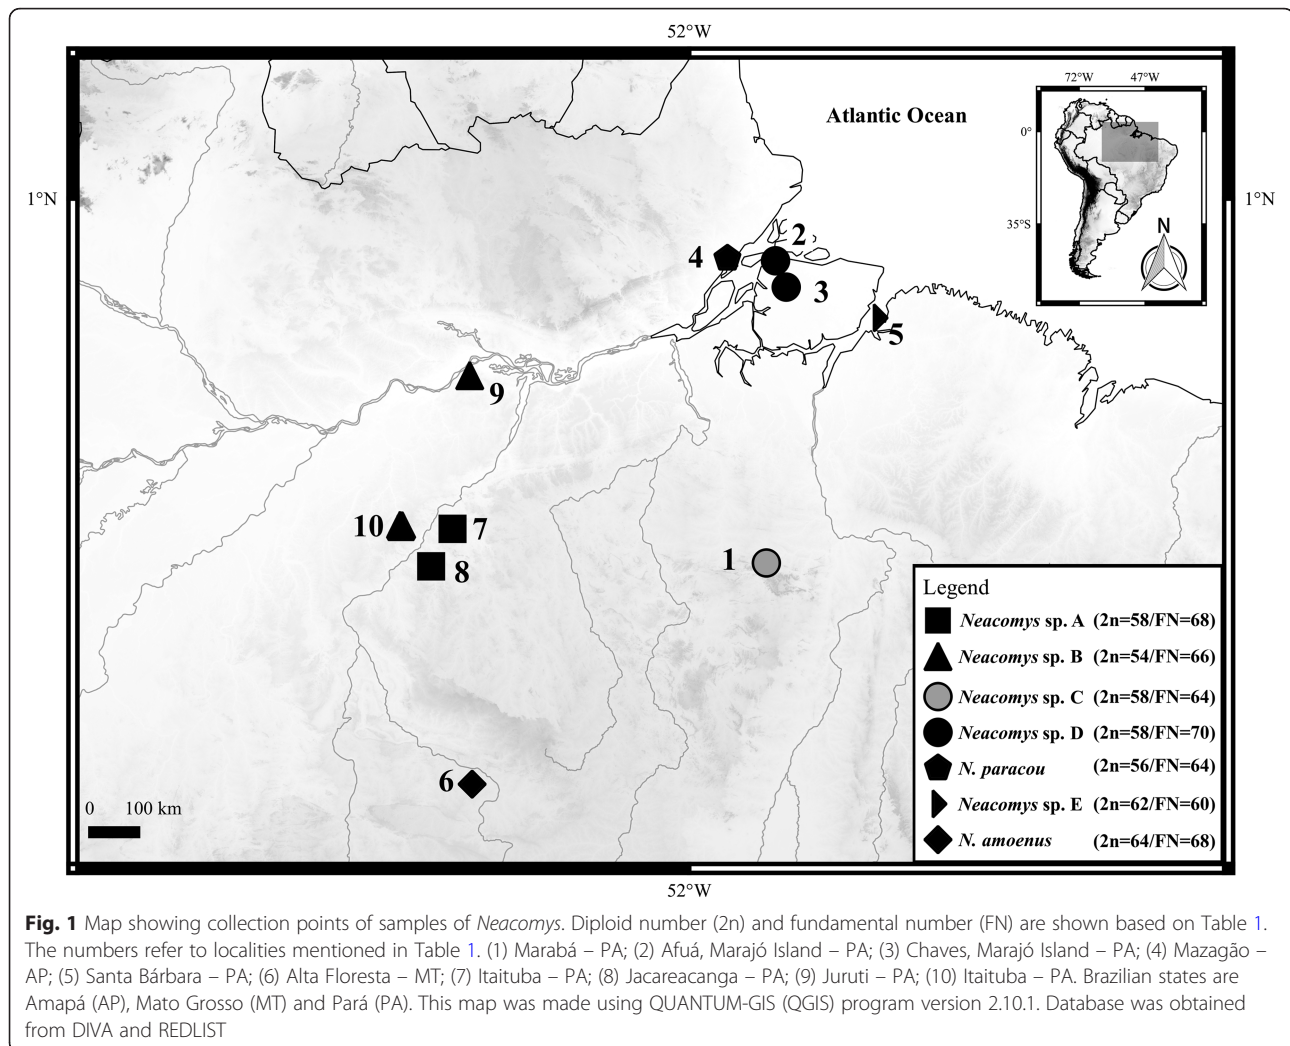 52°W
Atlantic Ocean
72°W 47°W
0°
35°S
N
1°N 1°N
2
4
3
5
9
10 7
8
1
6
0 100 km
Legend
Neacomys sp. A (2n=58/FN=68)
Neacomys sp. B (2n=54/FN=66)
Neacomys sp. C (2n=58/FN=64)
Neacomys sp. D (2n=58/FN=70)
N. paracou (2n=56/FN=64)
Neacomys sp. E (2n=62/FN=60)
N. amoenus (2n=64/FN=68)
52°W
Fig. 1 Map showing collection points of samples of Neacomys. Diploid number (2n) and fundamental number (FN) are shown based on Table 1.
The numbers refer to localities mentioned in Table 1. (1) Marabá – PA; (2) Afuá, Marajó Island – PA; (3) Chaves, Marajó Island – PA; (4) Mazagão –
AP; (5) Santa Bárbara – PA; (6) Alta Floresta – MT; (7) Itaituba – PA; (8) Jacareacanga – PA; (9) Juruti – PA; (10) Itaituba – PA. Brazilian states are
Amapá (AP), Mato Grosso (MT) and Pará (PA). This map was made using QUANTUM-GIS (QGIS) program version 2.10.1. Database was obtained
from DIVA and REDLIST